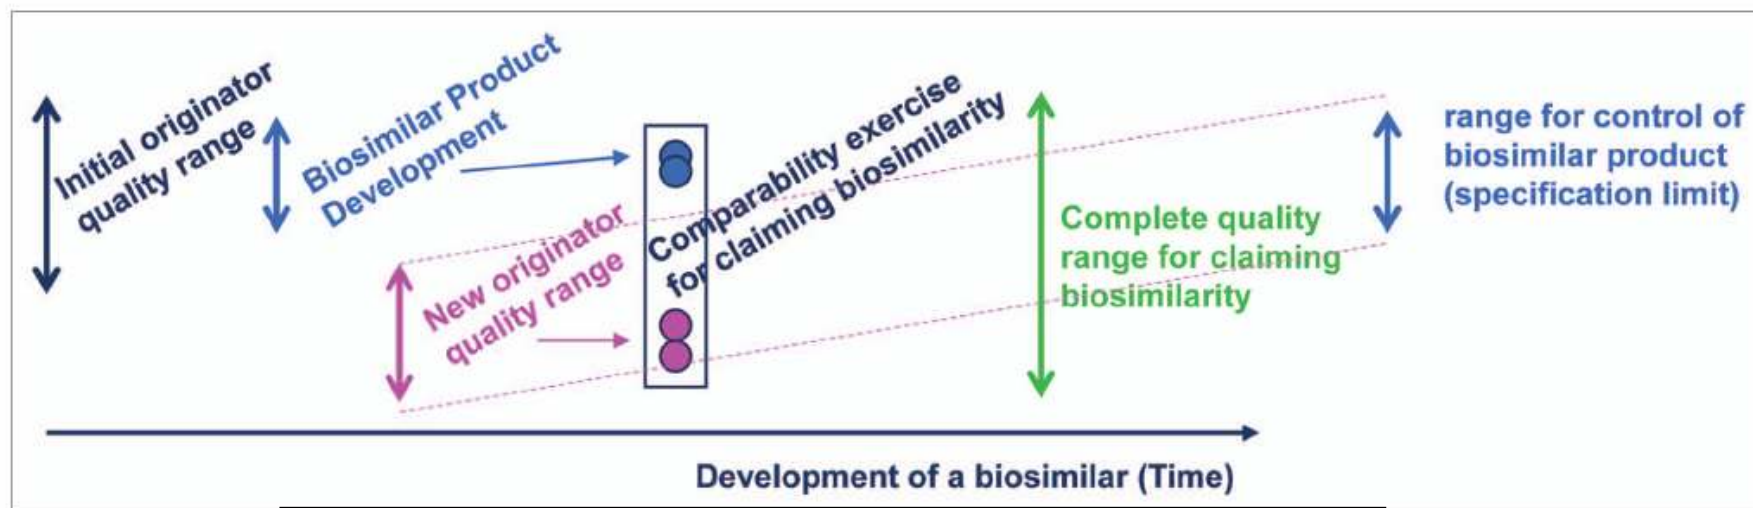 Initial originator
quality range
Biosimilar Product
Development
New originator
quality range
Comparability exercise
for claiming biosimilarity
Complete quality
range for claiming
biosimilarity
range for control of
biosimilar product
(specification limit)
Development of a biosimilar (Time)